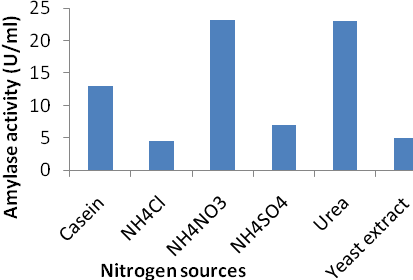 Amylase activity (U/ml)
25
20
15
10
5
0
Casein
NH4Cl
NH4NO3
NH4SO4
Urea
Yeast extract
Nitrogen sources